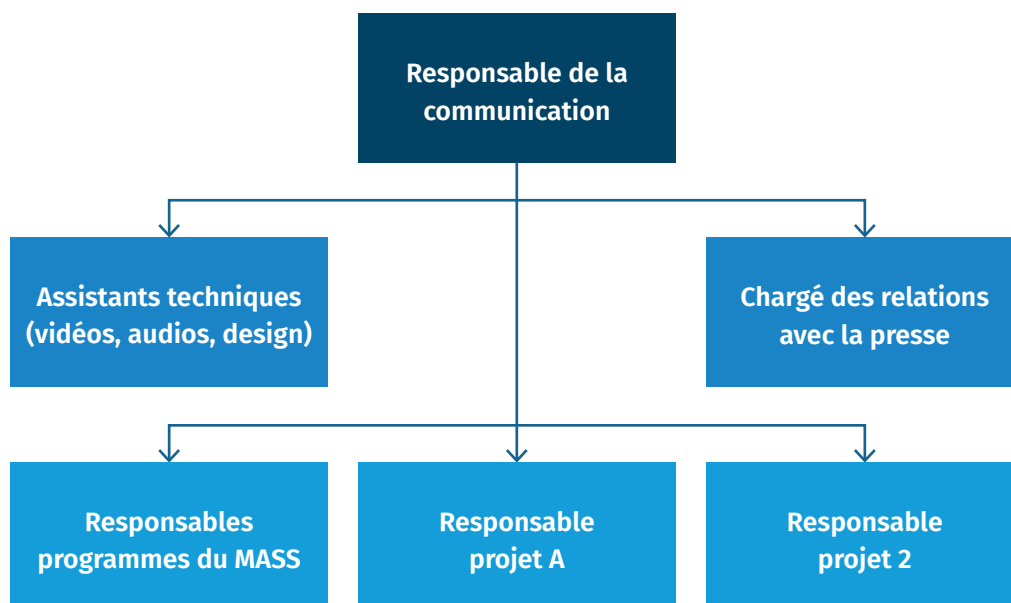 Responsable de la
communication
Assistants techniques
(vidéos, audios, design)
Chargé des relations
avec la presse
Responsables
programmes du MASS
Responsable
projet A
Responsable
projet 2